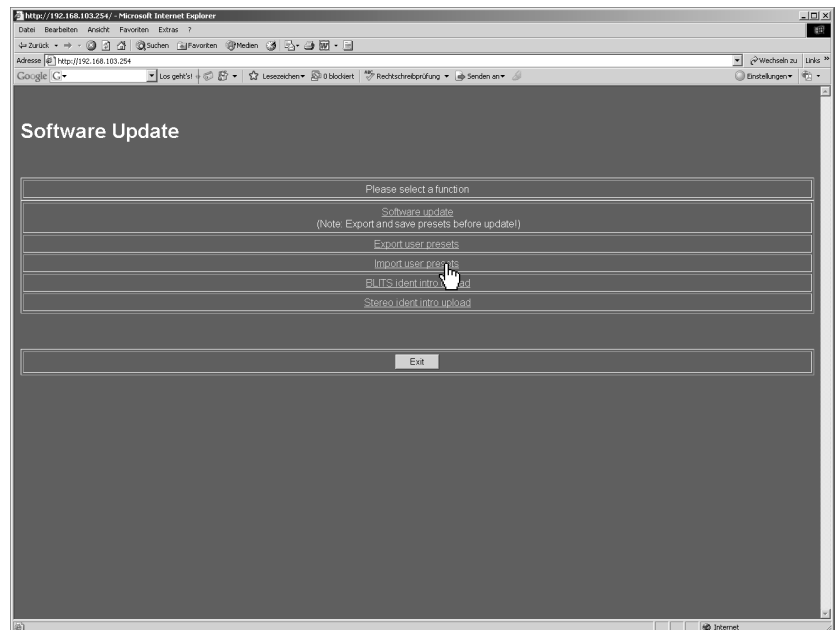 http://192.168.103.254/ - Microsoft Internet Explorer
Datei Bearbeiten Ansicht Favoriten Extras ?
Zurück Suchen Favoriten Medien
Adresse http://192.168.103.254 Wechseln zu Links »
Google G Los geht's! Lesezeichen 0 blockiert Rechtschreibprüfung Senden an Einstellungen
Software Update
Please select a function
Software update
(Note: Export and save presets before update!)
Export user presets
Import user presets
BLITS ident intro upload
Stereo ident intro upload
Exit
Internet